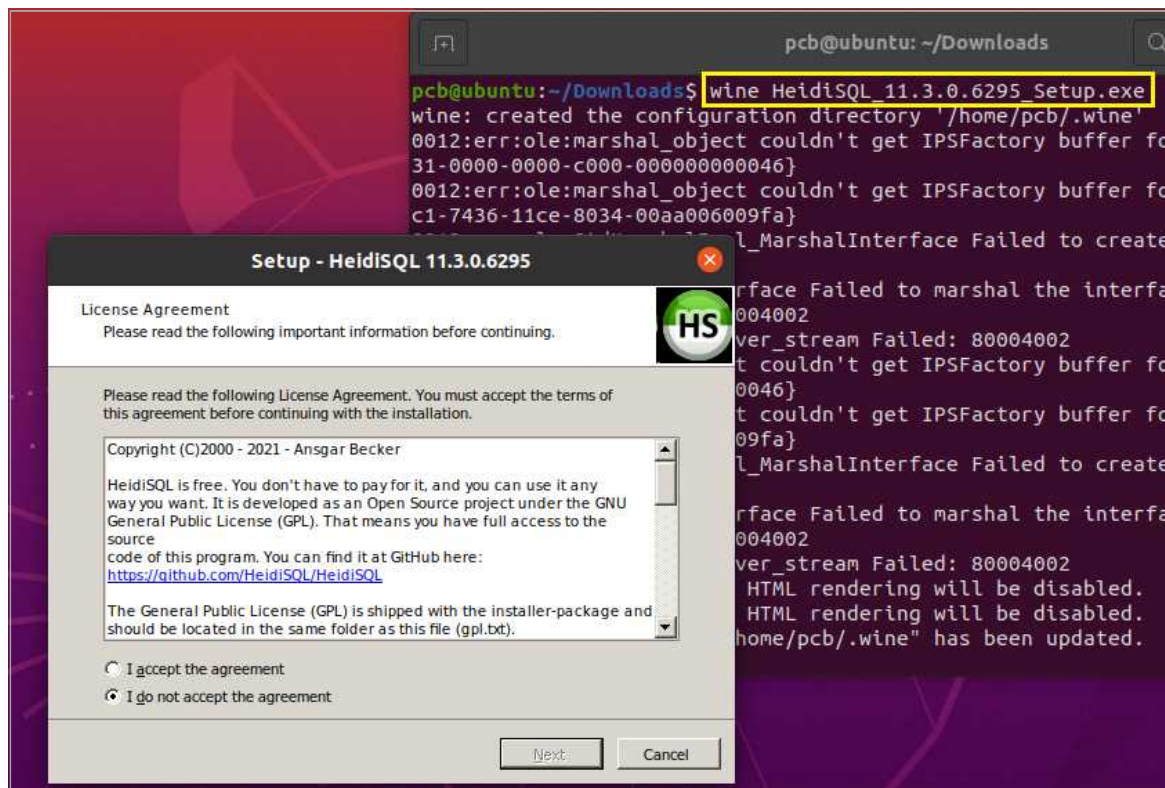 pcb@ubuntu: ~/Downloads
pcb@ubuntu:~/Downloads$ wine HeidiSQL_11.3.0.6295_Setup.exe
wine: created the configuration directory '/home/pcb/.wine'
0012:err:ole:marshal_object couldn't get IPSFactory buffer fo
31-0000-0000-c000-000000000046}
0012:err:ole:marshal_object couldn't get IPSFactory buffer fo
c1-7436-11ce-8034-00aa006009fa}
l_MarshalInterface Failed to create
rface Failed to marshal the interfa
004002
ver_stream Failed: 80004002
t couldn't get IPSFactory buffer fo
0046}
t couldn't get IPSFactory buffer fo
09fa}
l_MarshalInterface Failed to create
rface Failed to marshal the interfa
004002
ver_stream Failed: 80004002
HTML rendering will be disabled.
HTML rendering will be disabled.
home/pcb/.wine" has been updated.
Setup - HeidiSQL 11.3.0.6295
License Agreement
Please read the following important information before continuing.
HS
Please read the following License Agreement. You must accept the terms of
this agreement before continuing with the installation.
Copyright (C)2000 - 2021 - Ansgar Becker
HeidiSQL is free. You don't have to pay for it, and you can use it any
way you want. It is developed as an Open Source project under the GNU
General Public License (GPL). That means you have full access to the
source
code of this program. You can find it at GitHub here:
https://github.com/HeidiSQL/HeidiSQL
The General Public License (GPL) is shipped with the installer-package and
should be located in the same folder as this file (gpl.txt).
I accept the agreement
I do not accept the agreement
Next
Cancel